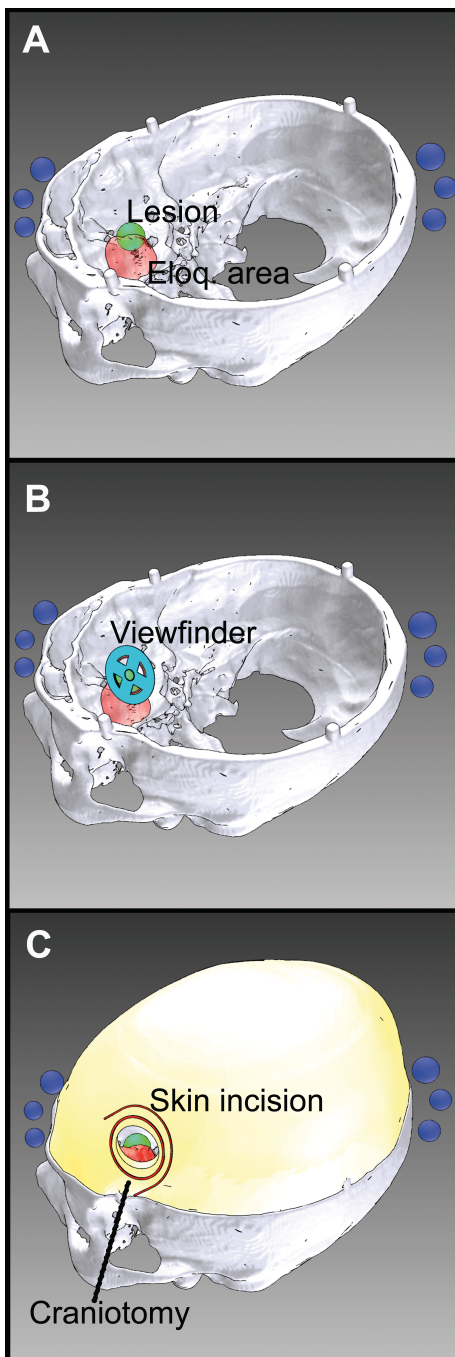 A
Lesion
Eloq. area
B
Viewfinder
C
Skin incision
Craniotomy